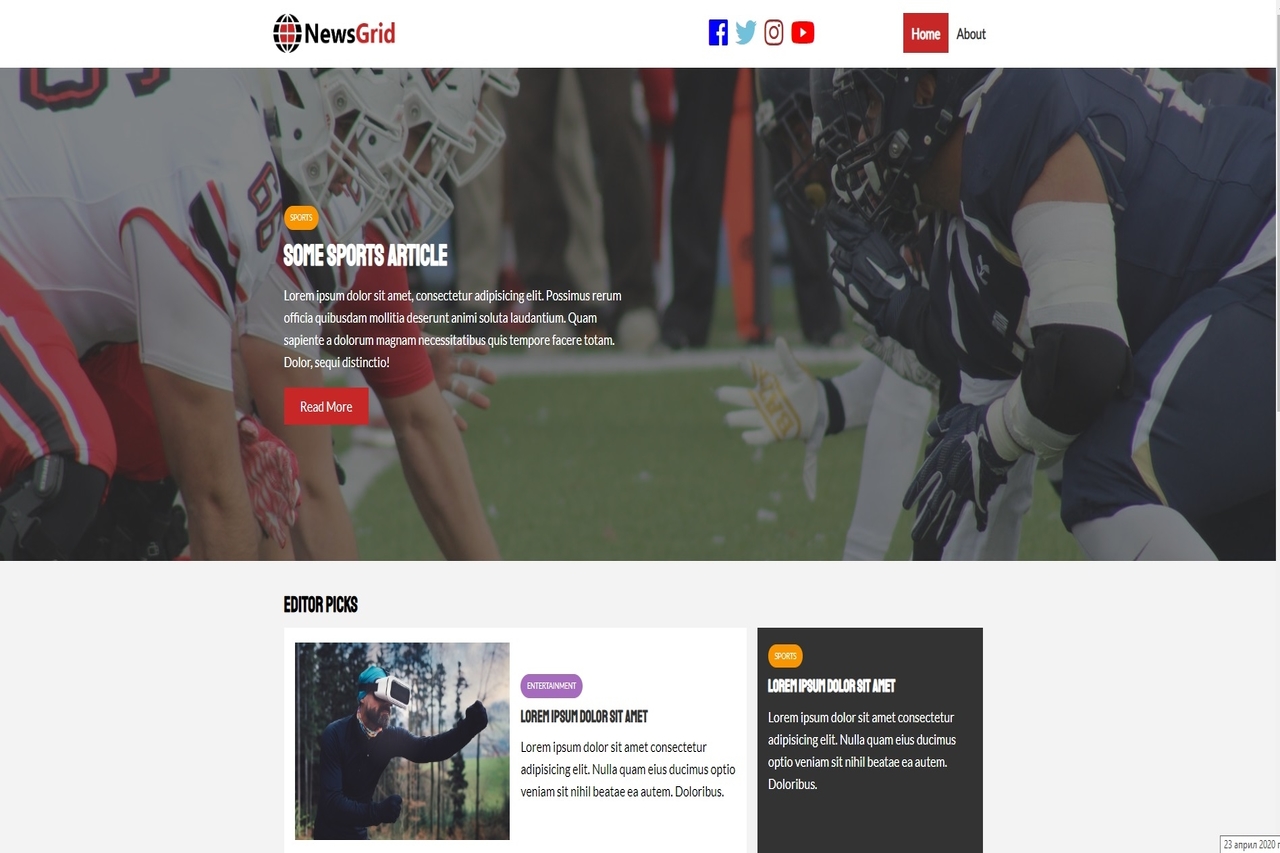 NewsGrid
Home
About
SPORTS
SOME SPORTS ARTICLE
Lorem ipsum dolor sit amet, consectetur adipisicing elit. Possimus rerum
officia quibusdam mollitia deserunt animi soluta laudantium. Quam
sapiente a dolorum magnam necessitatibus quis tempore facere totam.
Dolor, sequi distinctio!
Read More
EDITOR PICKS
ENTERTAINMENT
LOREM IPSUM DOLOR SIT AMET
Lorem ipsum dolor sit amet consectetur
adipisicing elit. Nulla quam eius ducimus optio
veniam sit nihil beatae ea autem. Doloribus.
SPORTS
LOREM IPSUM DOLOR SIT AMET
Lorem ipsum dolor sit amet consectetur
adipisicing elit. Nulla quam eius ducimus
optio veniam sit nihil beatae ea autem.
Doloribus.
23 април 2020 г